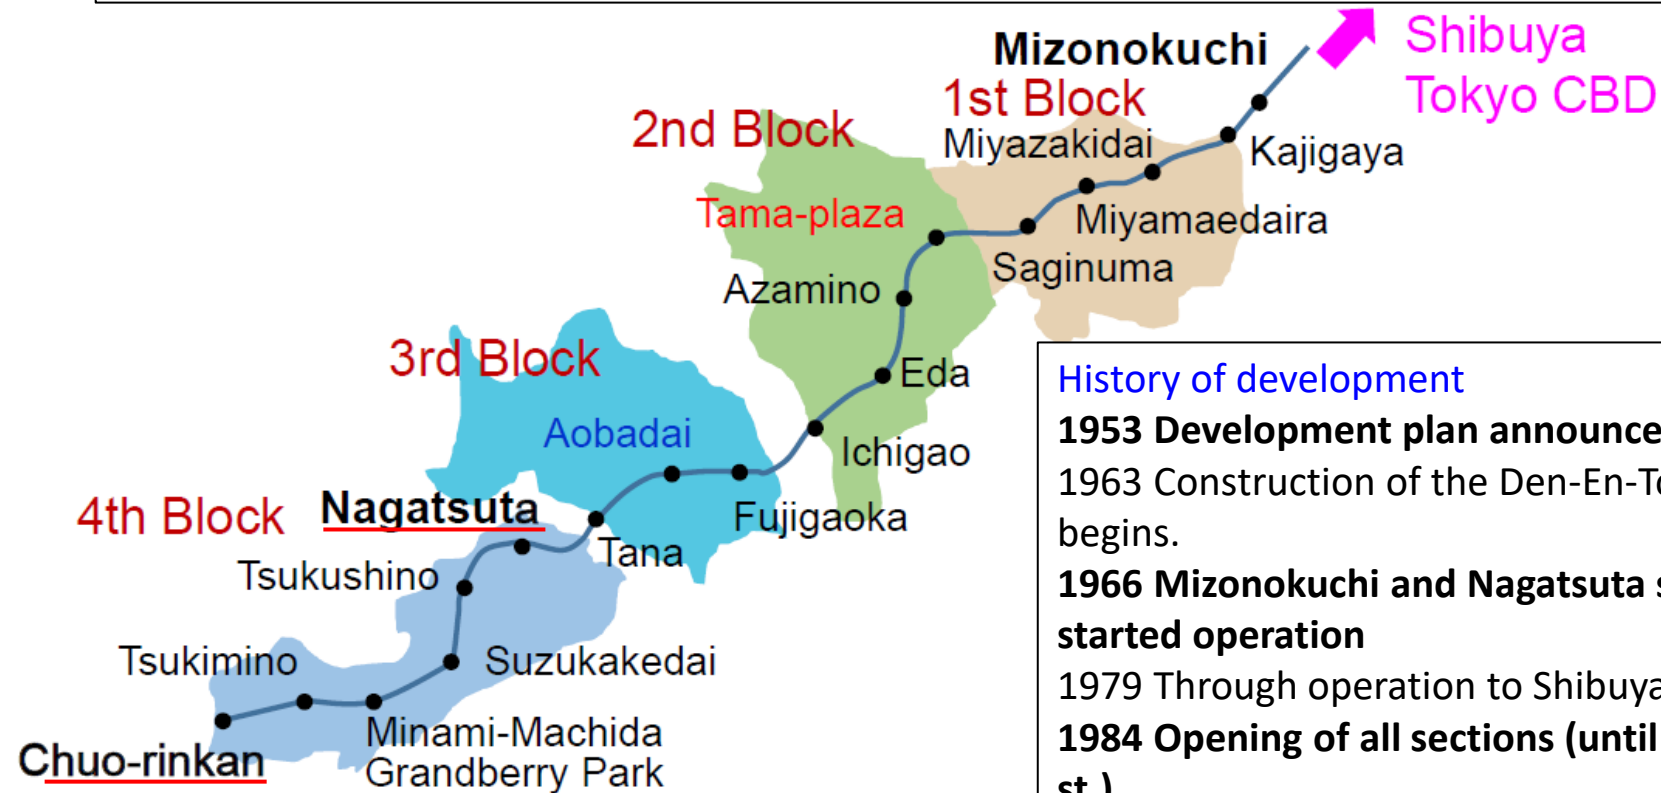 Shibuya
Tokyo CBD
Mizonokuchi
1st Block
2nd Block
Miyazakidai
Kajigaya
Tama-plaza
Miyamaedaira
Saginuma
Azamino
3rd Block
Eda
Aobadai
Ichigao
4th Block
Nagatsuta
Fujigaoka
Tana
Tsukushino
Tsukimino
Suzukakedai
Minami-Machida
Grandberry Park
Chuo-rinkan
History of development
1953 Development plan announce
1963 Construction of the Den-En-To
begins.
1966 Mizonokuchi and Nagatsuta s
started operation
1979 Through operation to Shibuya
1984 Opening of all sections (until
st.)